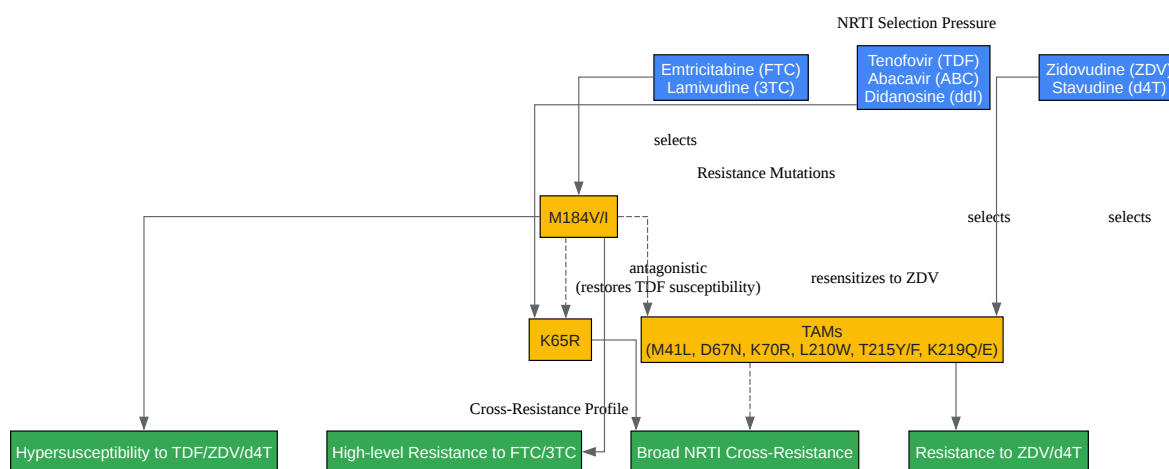 NRTI Selection Pressure
Emtricitabine (FTC)
Lamivudine (3TC)
Tenofovir (TDF)
Abacavir (ABC)
Didanosine (ddI)
Zidovudine (ZDV)
Stavudine (d4T)
selects
Resistance Mutations
M184V/I
selects
selects
antagonistic
(restores TDF susceptibility)
resensitizes to ZDV
K65R
TAMs
(M41L, D67N, K70R, L210W, T215Y/F, K219Q/E)
Cross-Resistance Profile
Hypersusceptibility to TDF/ZDV/d4T
High-level Resistance to FTC/3TC
Broad NRTI Cross-Resistance
Resistance to ZDV/d4T